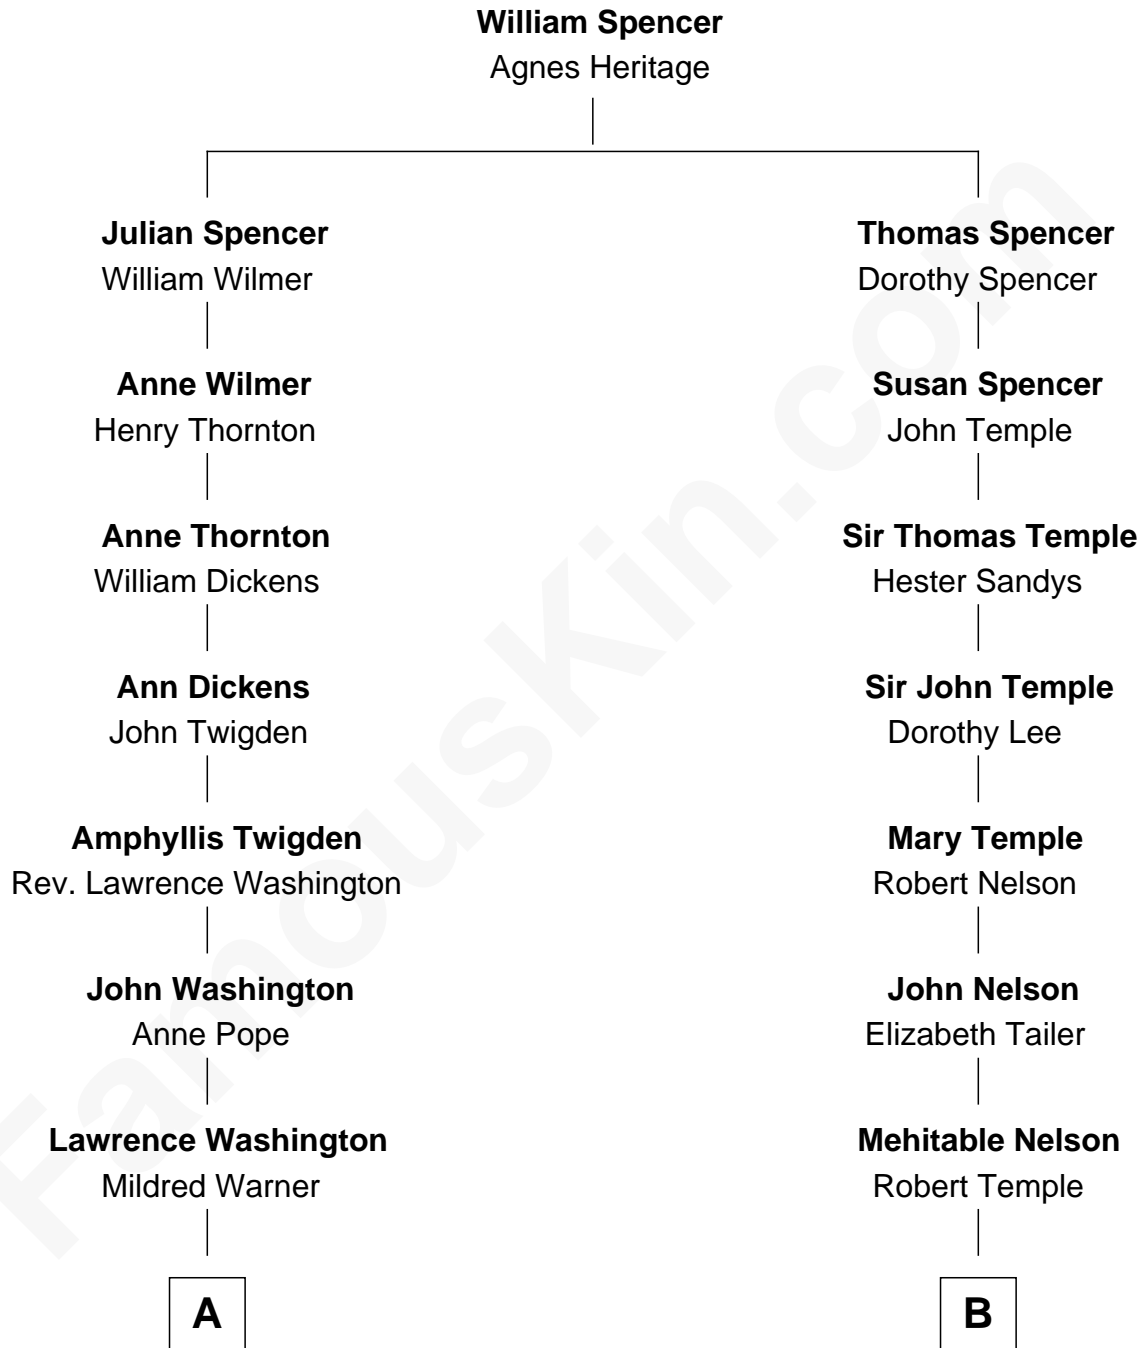 William Spencer
Agnes Heritage
Julian Spencer
William Wilmer
Thomas Spencer
Dorothy Spencer
Anne Wilmer
Henry Thornton
Susan Spencer
John Temple
Anne Thornton
William Dickens
Sir Thomas Temple
Hester Sandys
Ann Dickens
John Twigden
Sir John Temple
Dorothy Lee
Amphyllis Twigden
Rev. Lawrence Washington
Mary Temple
Robert Nelson
John Washington
Anne Pope
John Nelson
Elizabeth Tailer
Lawrence Washington
Mildred Warner
Mehitable Nelson
Robert Temple
A
B
FamousKin.com